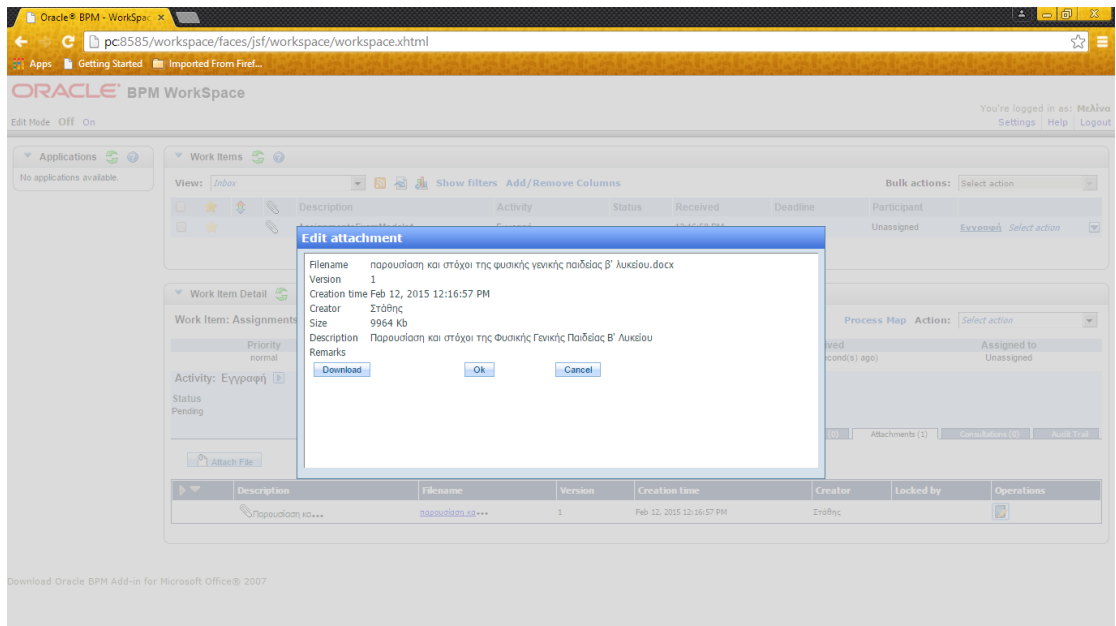 Oracle® BPM - WorkSpac
pc:8585/workspace/faces/jsf/workspace/workspace.xhtml
Apps Getting Started Imported From Firef...
ORACLE BPM WorkSpace
You're logged in as: Μελίνα
Edit Mode Off On
Settings Help Logout
Applications
Work Items
No applications available.
View: Inbox Show filters Add/Remove Columns Bulk actions: Select action
Description Activity Status Received Deadline Participant
Unassigned Εγγραφή Select action
Edit attachment
Filename παρουσίαση και στόχοι της φυσικής γενικής παιδείας β' λυκείου.docx
Version 1
Creation time Feb 12, 2015 12:16:57 PM
Creator Στάθης
Size 9964 Kb
Description Παρουσίαση και στόχοι της Φυσικής Γενικής Παιδείας Β' Λυκείου
Remarks
Download Ok Cancel
Work Item Detail
Work Item: Assignments Process Map Action: Select action
Priority Assigned to
normal cond(s) ago) Unassigned
Activity: Εγγραφή
Status
Pending
(0) Attachments (1) Consultations (0) Audit Trail
Attach File
Description Filename Version Creation time Creator Locked by Operations
Παρουσίαση κα... παρουσίαση κα... 1 Feb 12, 2015 12:16:57 PM Στάθης
Download Oracle BPM Add-in for Microsoft Office® 2007